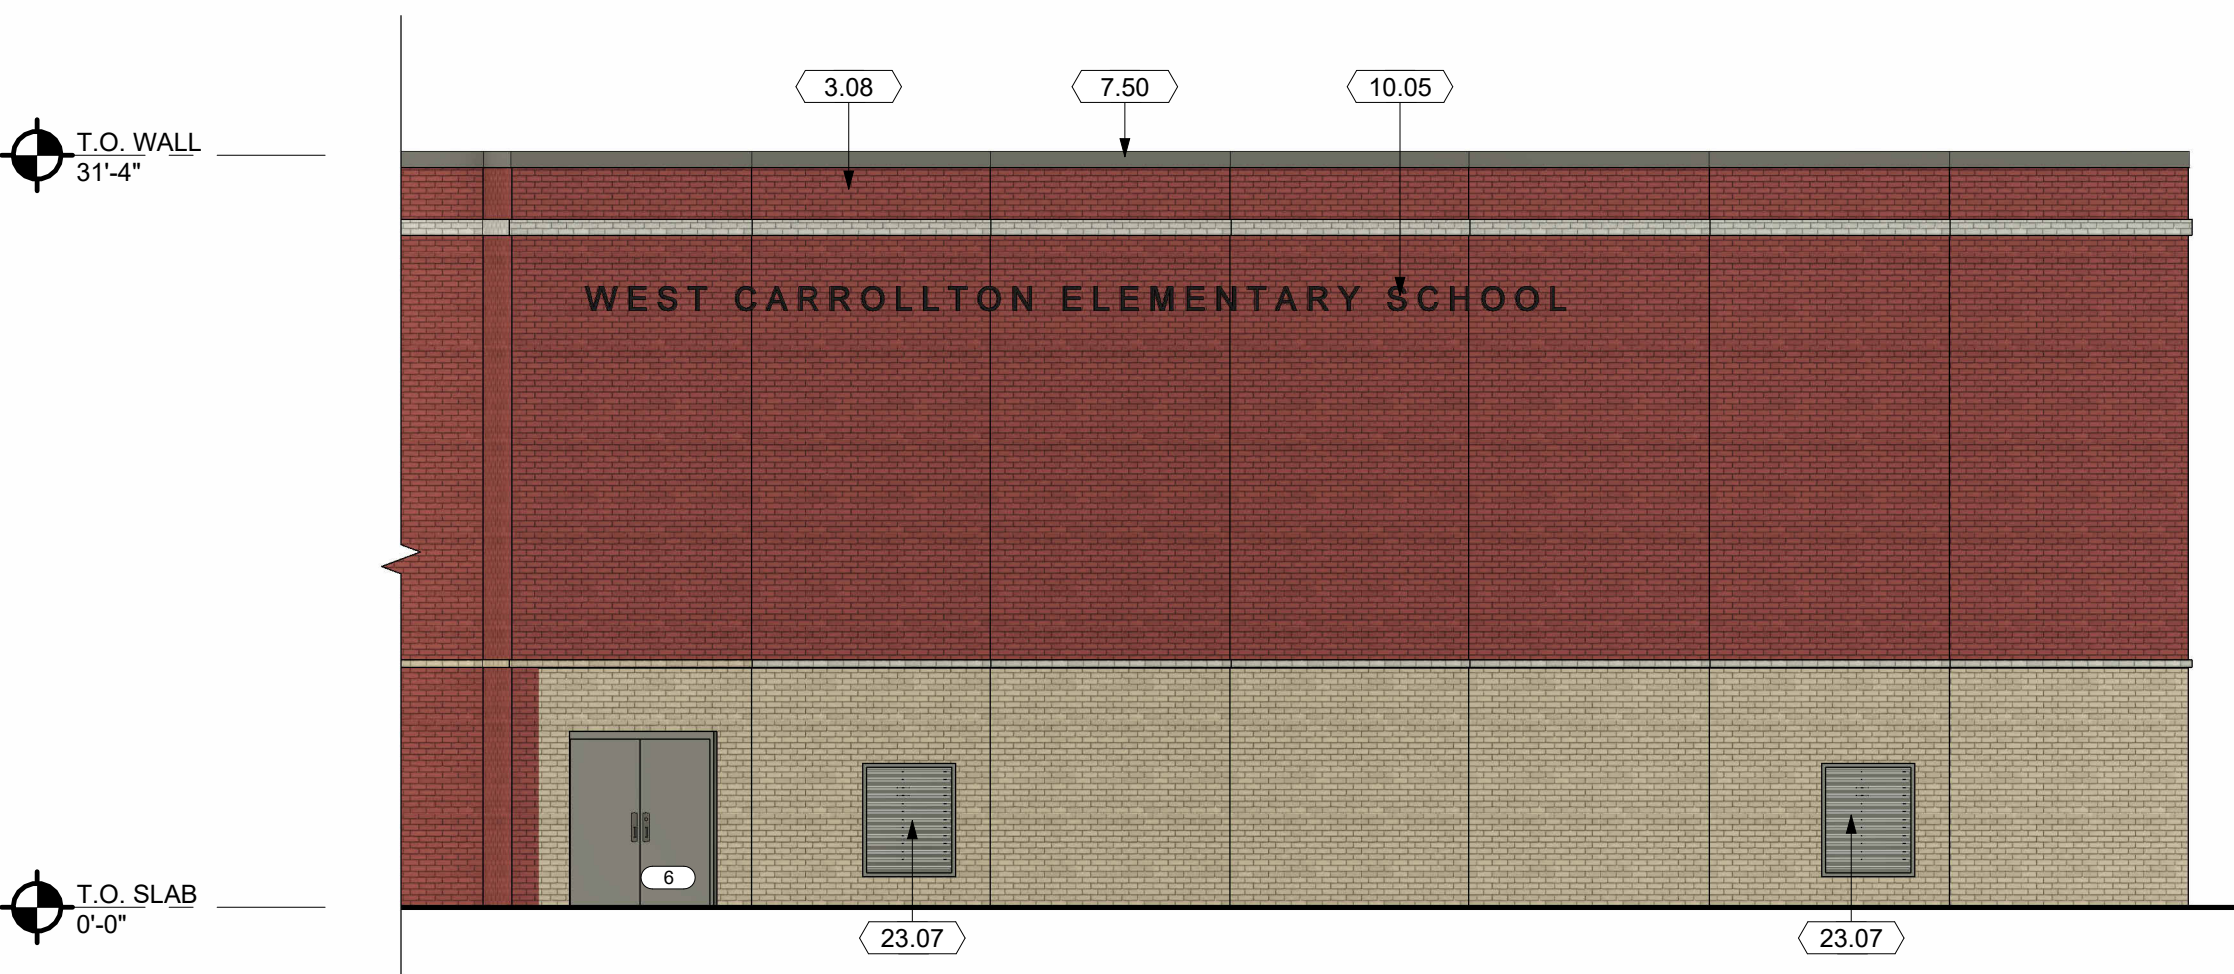 3.08
7.50
10.05
T.O. WALL
31'-4"
WEST CARROLLTON ELEMENTARY SCHOOL
6
T.O. SLAB
0'-0"
23.07
23.07